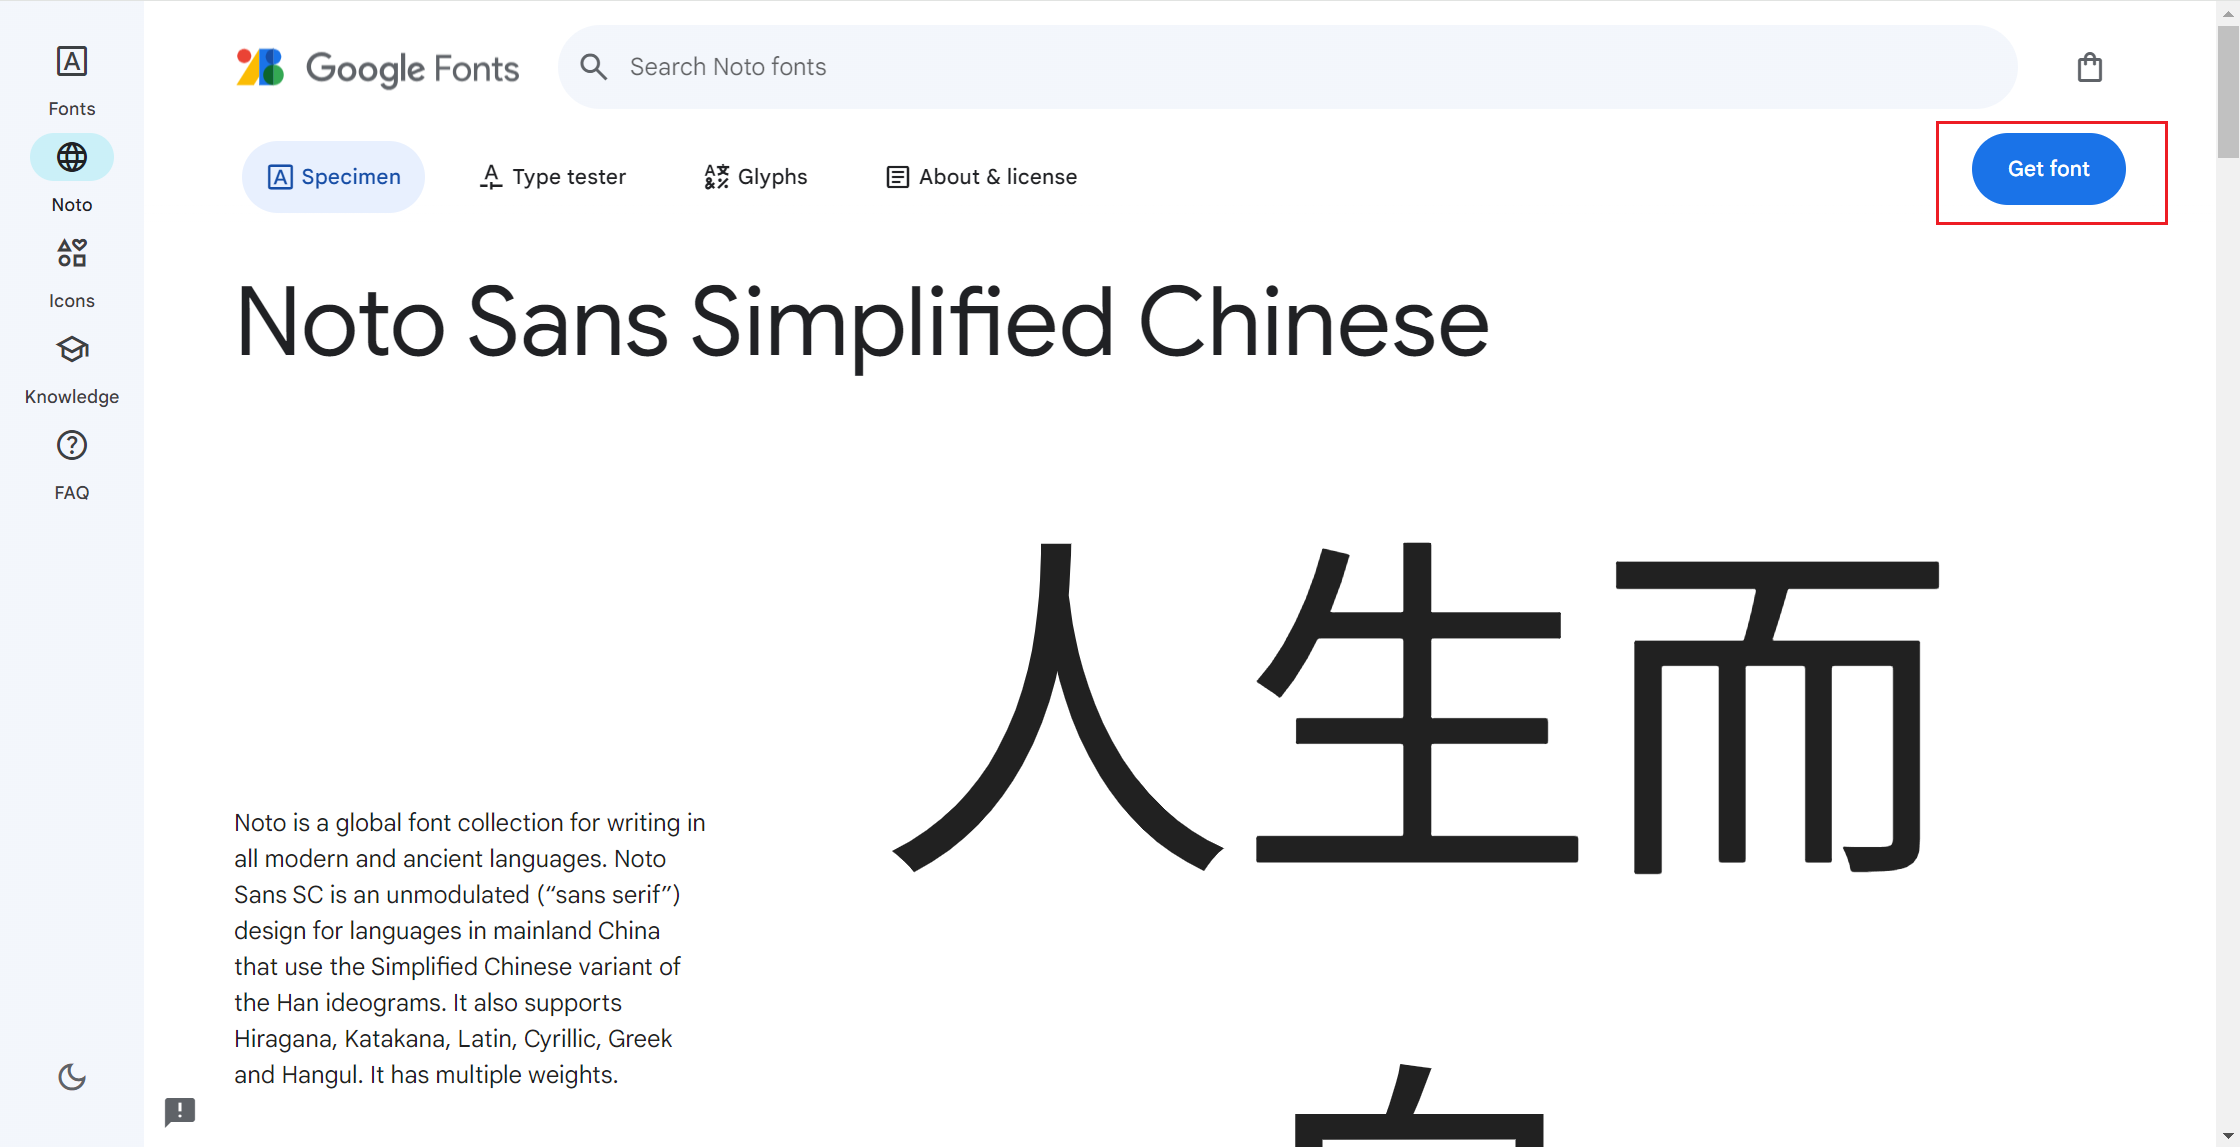 Fonts
Noto
Icons
Knowledge
FAQ
Google Fonts
Search Noto fonts
Specimen
Type tester
Glyphs
About & license
Get font
Noto Sans Simplified Chinese
人生而
Noto is a global font collection for writing in
all modern and ancient languages. Noto
Sans SC is an unmodulated (“sans serif”)
design for languages in mainland China
that use the Simplified Chinese variant of
the Han ideograms. It also supports
Hiragana, Katakana, Latin, Cyrillic, Greek
and Hangul. It has multiple weights.